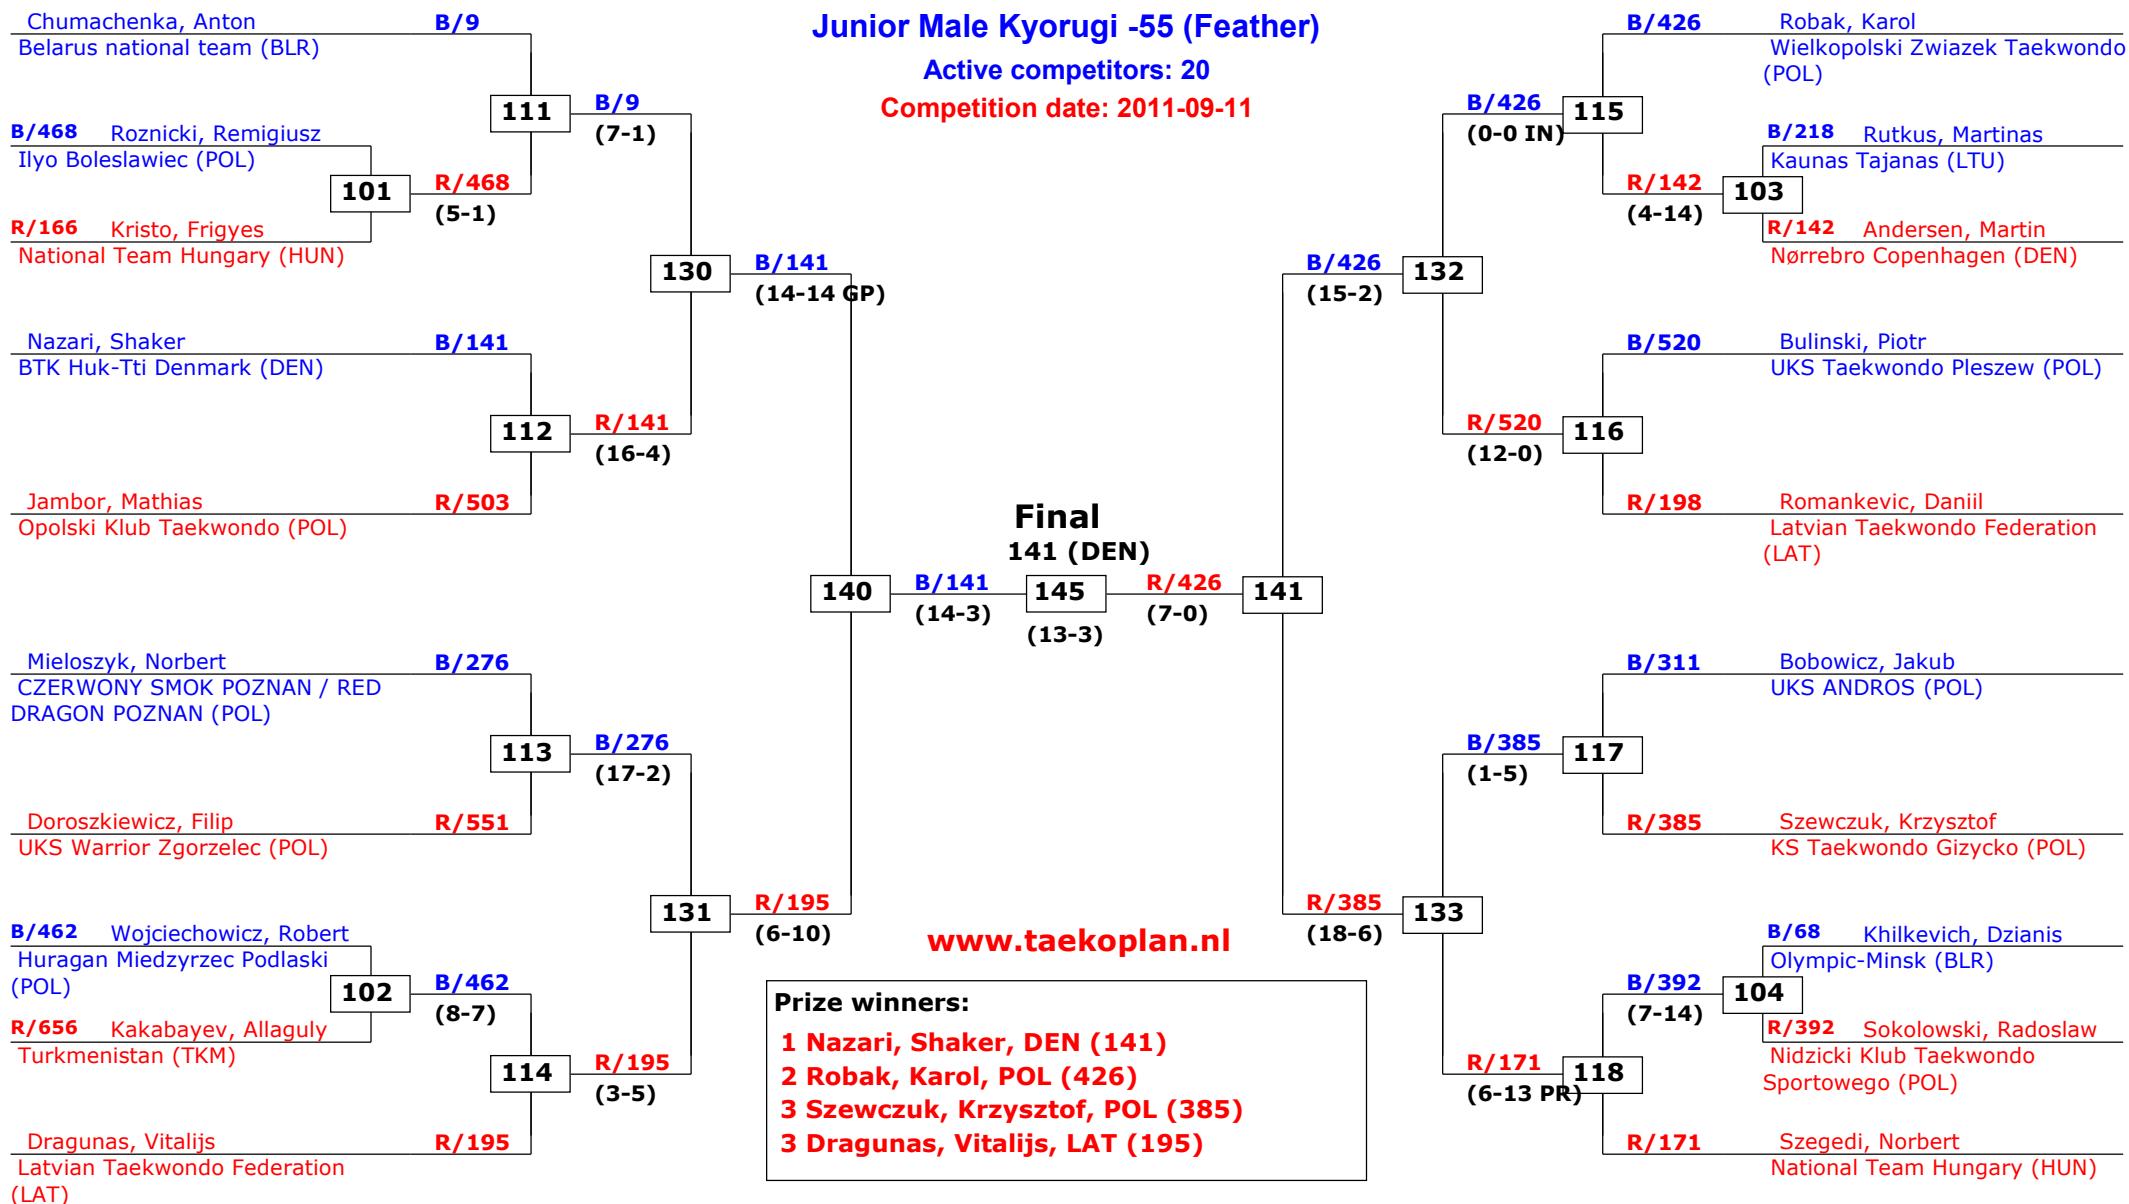 Junior Male Kyorugi -55 (Feather)
Active competitors: 20
Competition date: 2011-09-11
Chumachenka, Anton
B/9
Belarus national team (BLR)
111
B/9
(7-1)
B/468 Roznicki, Remigiusz
Ilyo Boleslawiec (POL)
101
R/468
(5-1)
R/166 Kristo, Frigyes
National Team Hungary (HUN)
130
B/141
(14-14 GP)
Nazari, Shaker
B/141
BTK Huk-Tti Denmark (DEN)
112
R/141
(16-4)
Jambor, Mathias
R/503
Opolski Klub Taekwondo (POL)
140
B/141
(14-3)
Mieloszyk, Norbert
B/276
CZERWONY SMOK POZNAN / RED
DRAGON POZNAN (POL)
113
B/276
(17-2)
Doroszkiewicz, Filip
R/551
UKS Warrior Zgorzelec (POL)
131
R/195
(6-10)
B/462 Wojciechowicz, Robert
Huragan Miedzyrzec Podlaski
(POL)
102
B/462
(8-7)
R/656 Kakabayev, Allaguly
Turkmenistan (TKM)
114
R/195
(3-5)
Dragunas, Vitalijs
R/195
Latvian Taekwondo Federation
(LAT)
Final
141 (DEN)
145
(13-3)
R/426
(7-0)
141
B/426
Robak, Karol
Wielkopolski Zwiazek Taekwondo
(POL)
B/426
(0-0 IN)
115
B/218 Rutkus, Martinas
Kaunas Tajanas (LTU)
R/142
(4-14)
103
R/142 Andersen, Martin
Nørrebro Copenhagen (DEN)
B/426
(15-2)
132
B/520
Bulinski, Piotr
UKS Taekwondo Pleszew (POL)
R/520
(12-0)
116
R/198
Romankevic, Daniil
Latvian Taekwondo Federation
(LAT)
B/311
Bobowicz, Jakub
UKS ANDROS (POL)
B/385
(1-5)
117
R/385
Szewczuk, Krzysztof
KS Taekwondo Gizycko (POL)
R/385
(18-6)
133
B/68 Khilkevich, Dzianis
Olympic-Minsk (BLR)
B/392
(7-14)
104
R/392 Sokolowski, Radoslaw
Nidzicki Klub Taekwondo
Sportowego (POL)
R/171
(6-13 PR)
118
R/171
Szegedi, Norbert
National Team Hungary (HUN)
www.taekoplan.nl
Prize winners:
1 Nazari, Shaker, DEN (141)
2 Robak, Karol, POL (426)
3 Szewczuk, Krzysztof, POL (385)
3 Dragunas, Vitalijs, LAT (195)